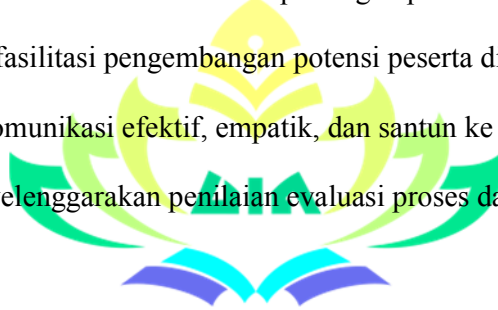 fasilitasi pengembangan potensi peserta di
omunikasi efektif, empatik, dan santun ke
elenggarakan penilaian evaluasi proses da